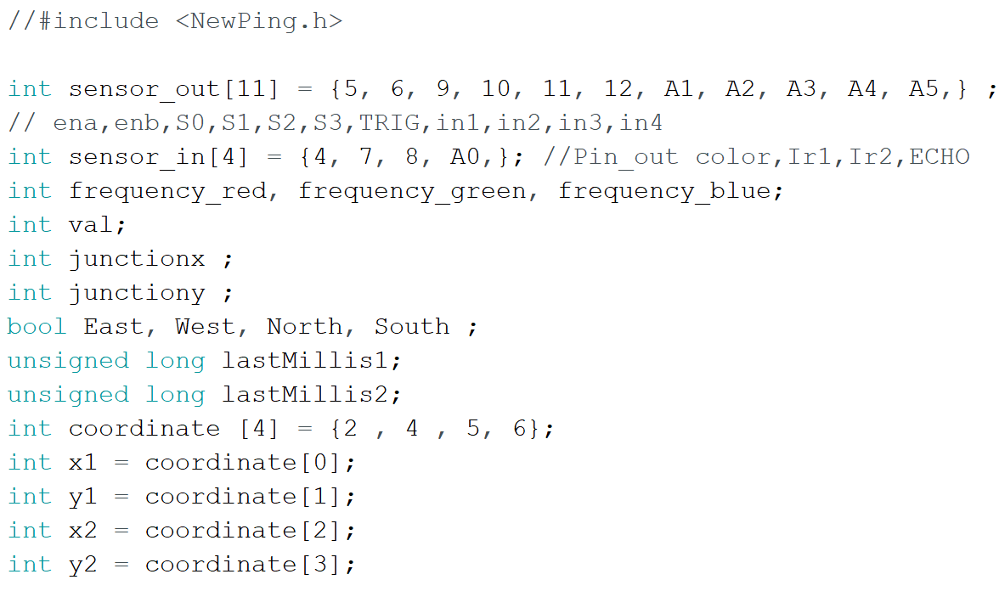 //#include <NewPing.h>
int sensor_out[11] = {5, 6, 9, 10, 11, 12, A1, A2, A3, A4, A5,} ;
// ena,enb,S0,S1,S2,S3,TRIG,in1,in2,in3,in4
int sensor_in[4] = {4, 7, 8, A0,}; //Pin_out color,Ir1,Ir2,ECHO
int frequency_red, frequency_green, frequency_blue;
int val;
int junctionx ;
int junctiony ;
bool East, West, North, South ;
unsigned long lastMillis1;
unsigned long lastMillis2;
int coordinate [4] = {2 , 4 , 5, 6};
int x1 = coordinate[0];
int y1 = coordinate[1];
int x2 = coordinate[2];
int y2 = coordinate[3];